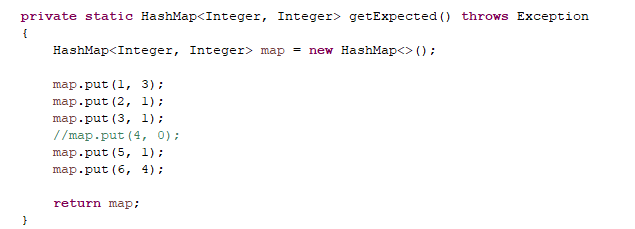 private static HashMap<Integer, Integer> getExpected() throws Exception
{
    HashMap<Integer, Integer> map = new HashMap<>();

    map.put(1, 3);
    map.put(2, 1);
    map.put(3, 1);
    //map.put(4, 0);
    map.put(5, 1);
    map.put(6, 4);

    return map;
}